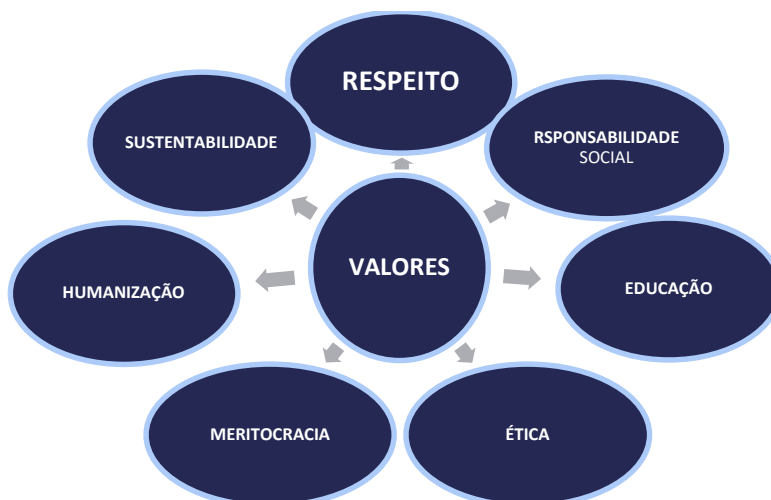 RESPEITO
SUSTENTABILIDADE
RSPONSABILIDADE
SOCIAL
VALORES
HUMANIZAÇÃO
EDUCAÇÃO
MERITOCRACIA
ÉTICA